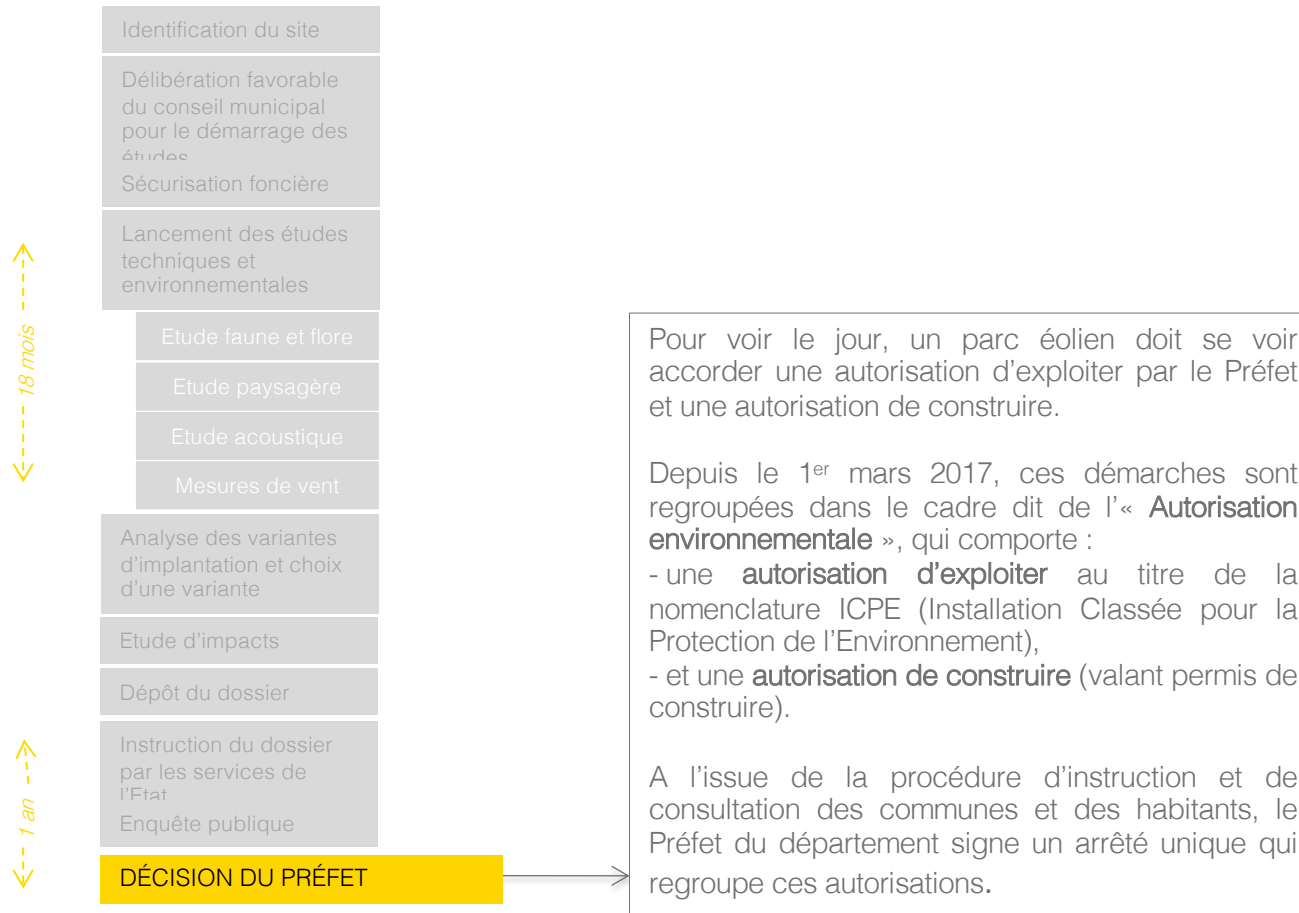 Identification du site
Délibération favorable
du conseil municipal
pour le démarrage des
études
Sécurisation foncière
Lancement des études
techniques et
environnementales
18 mois
Etude faune et flore
Etude paysagère
Etude acoustique
Mesures de vent
Analyse des variantes
d'implantation et choix
d'une variante
Etude d'impacts
Dépôt du dossier
Instruction du dossier
par les services de
l'Etat
Enquête publique
1 an
DÉCISION DU PRÉFET
Pour voir le jour, un parc éolien doit se voir
accorder une autorisation d'exploiter par le Préfet
et une autorisation de construire.
Depuis le 1er mars 2017, ces démarches sont
regroupées dans le cadre dit de l'« Autorisation
environnementale », qui comporte :
- une autorisation d'exploiter au titre de la
nomenclature ICPE (Installation Classée pour la
Protection de l'Environnement),
- et une autorisation de construire (valant permis de
construire).
A l'issue de la procédure d'instruction et de
consultation des communes et des habitants, le
Préfet du département signe un arrêté unique qui
regroupe ces autorisations.